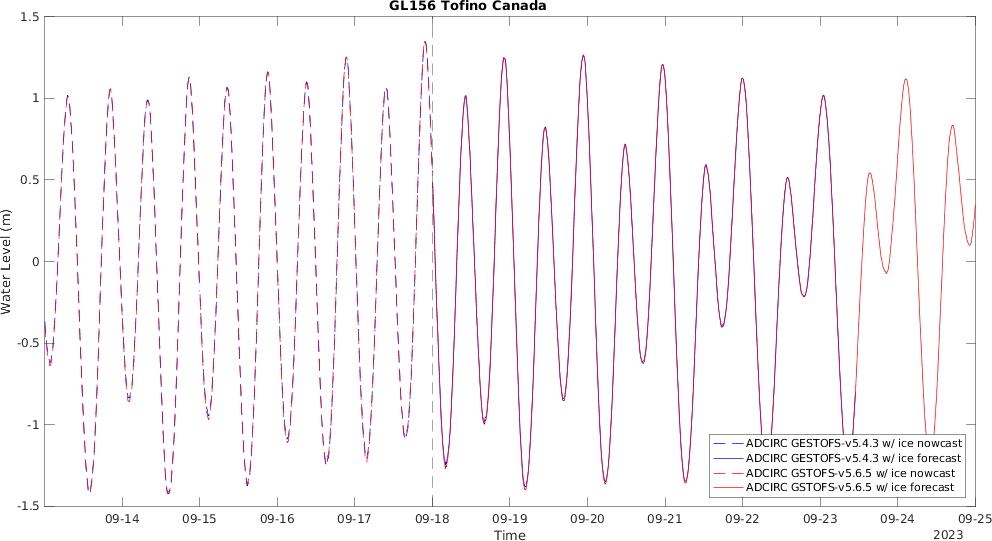 GL156 Tofino Canada
1.5
1
0.5
0
-0.5
-1
-1.5
Water Level (m)
ADCIRC GESTOFS-v5.4.3 w/ ice nowcast
ADCIRC GESTOFS-v5.4.3 w/ ice forecast
ADCIRC GSTOFS-v5.6.5 w/ ice nowcast
ADCIRC GSTOFS-v5.6.5 w/ ice forecast
09-14 09-15 09-16 09-17 09-18 09-19 09-20 09-21 09-22 09-23 09-24 09-25
Time
2023